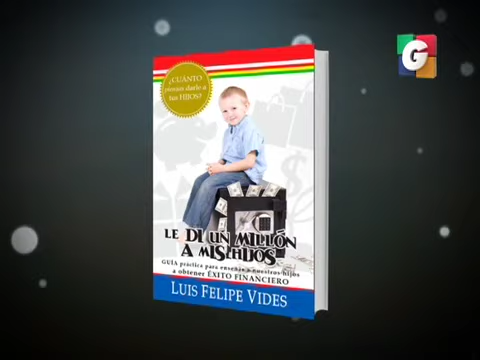 G
¿CUÁNTO
piensas darle a
tus HIJOS?
LE DI UN MILLÓN
A MIS HIJOS
GUÍA práctica para enseñar a nuestros hijos
a obtener ÉXITO FINANCIERO
LUIS FELIPE VIDES